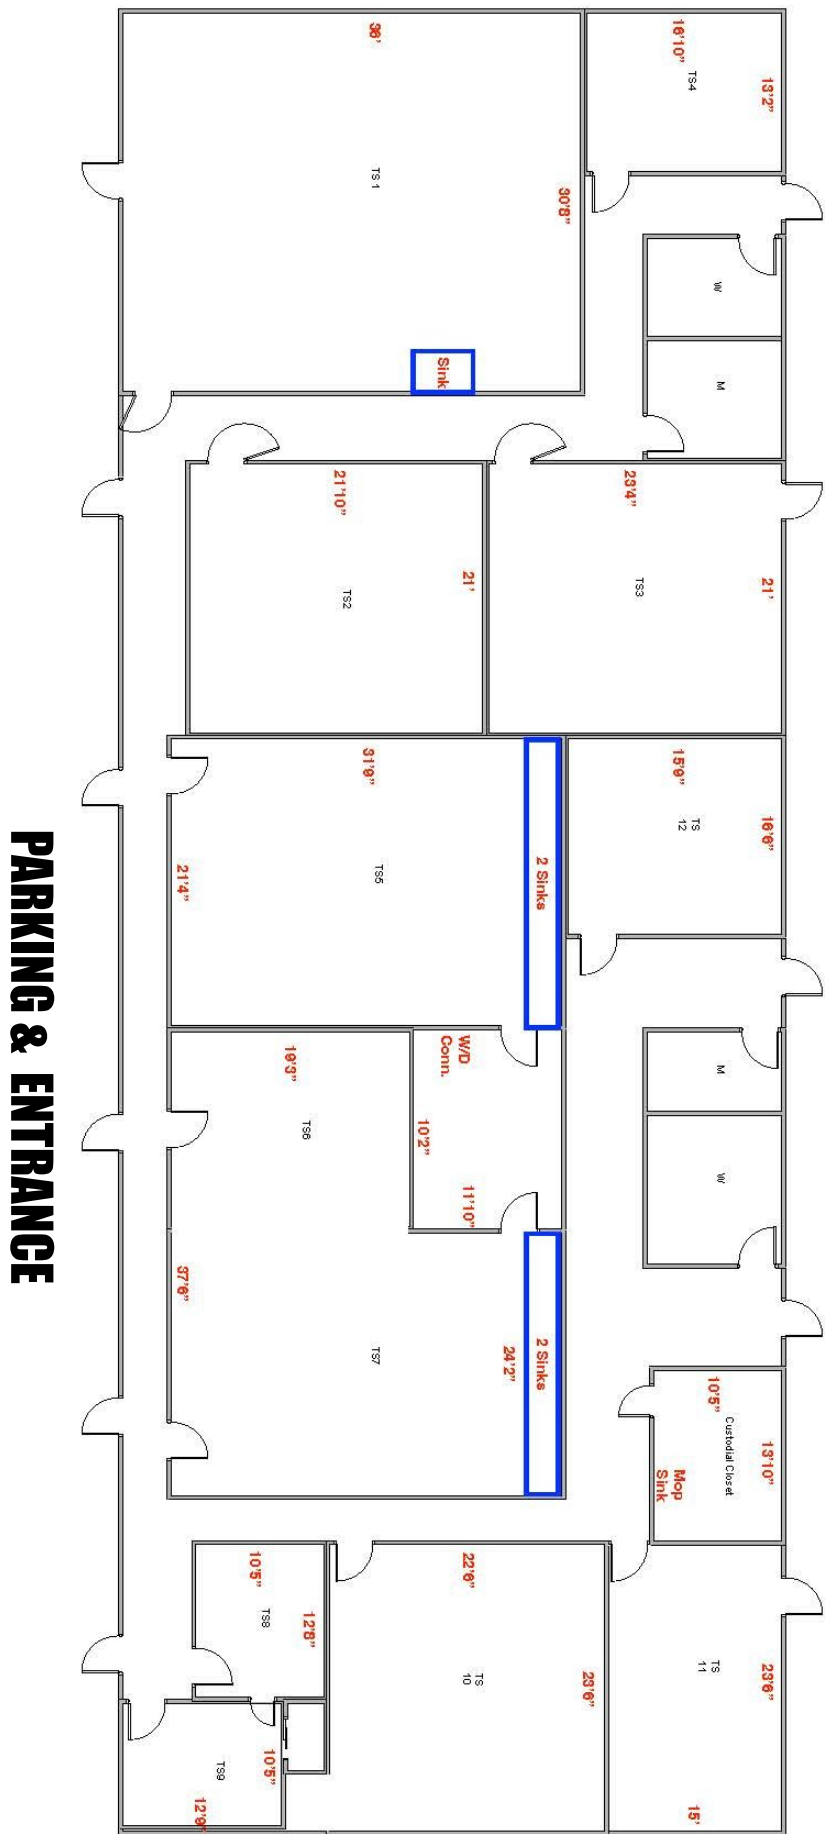 36'
TS 1
30'8"
Sink
16'10"
TS4
13'2"
W
M
21'10"
TS2
21'
23'4"
TS3
21'
31'9"
TS5
21'4"
2 Sinks
15'9"
TS
12
16'6"
W/D
Conn.
10'2"
11'10"
19'3"
TS6
37'6"
TS7
24'2"
2 Sinks
M
W
10'5"
Custodial Closet
13'10"
Mop
Sink
10'5"
TS8
12'8"
10'5"
TS9
12'9"
22'6"
TS
10
23'6"
TS
11
23'6"
15'
PARKING & ENTRANCE